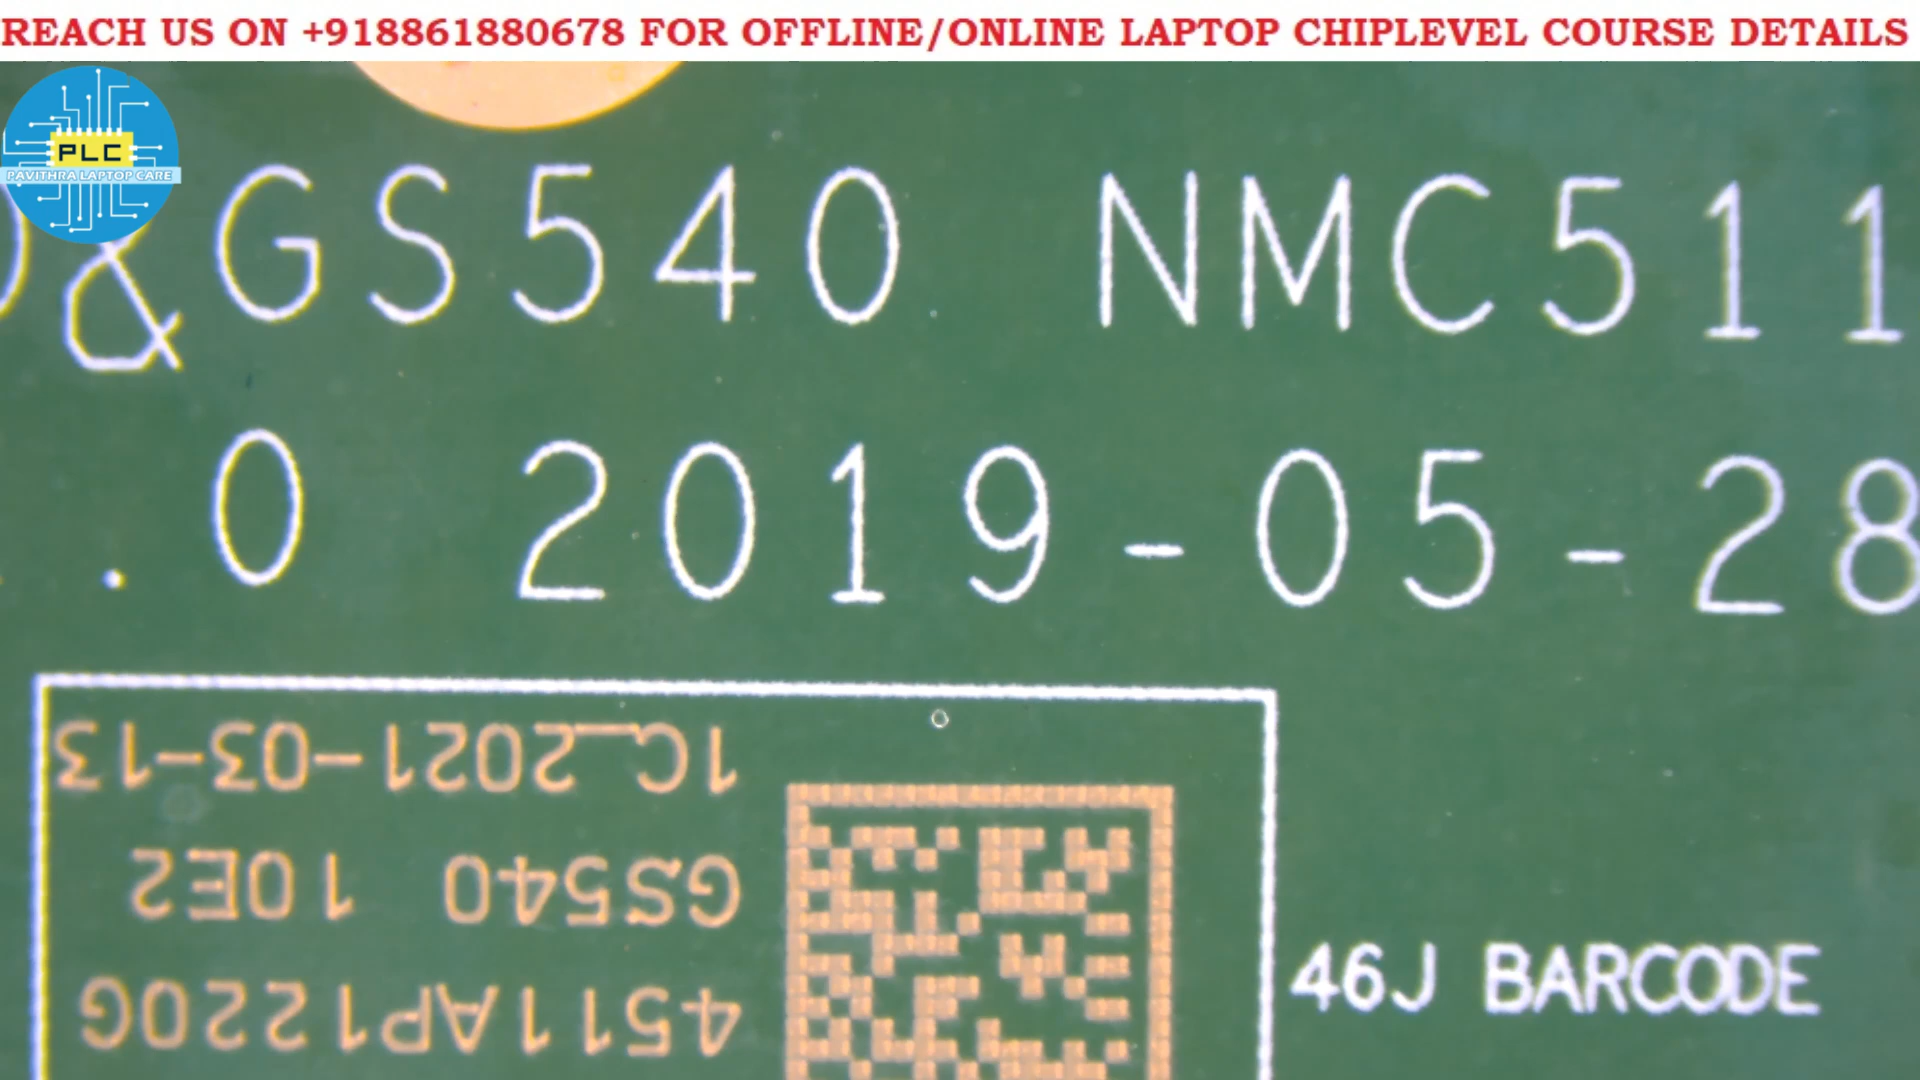 REACH US ON +918861880678 FOR OFFLINE/ONLINE LAPTOP CHIPLEVEL COURSE DETAILS
PLC
PAVITHRA LAPTOP CARE
&GS540 NMC511
.0 2019-05-28
1C_2021-03-13
GS540 10E2
4511AP1220G
46J BARCODE